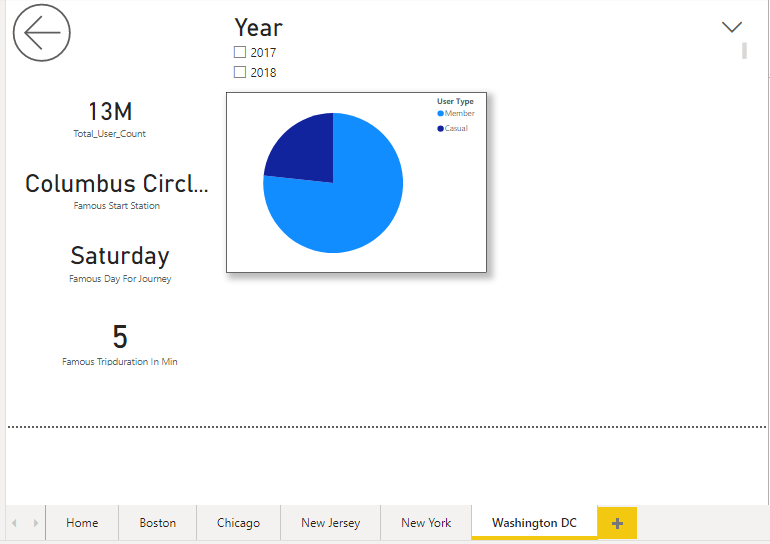 Year
2017
2018
13M
Total_User_Count
Columbus Circl...
Famous Start Station
Saturday
Famous Day For Journey
5
Famous Tripduration In Min
User Type
Member
Casual
Home
Boston
Chicago
New Jersey
New York
Washington DC